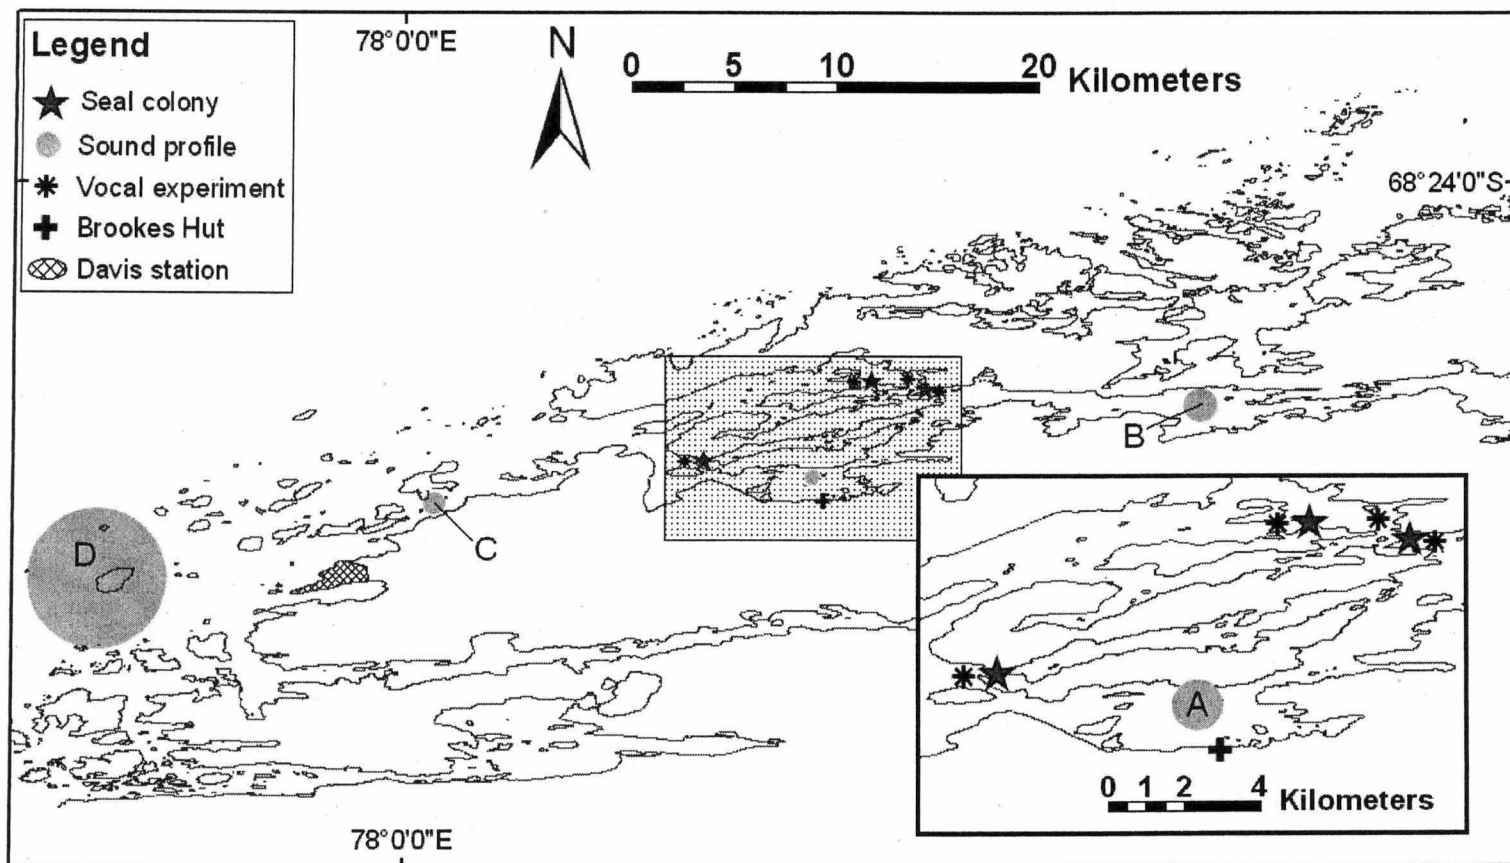 Legend
Seal colony
Sound profile
Vocal experiment
Brookes Hut
Davis station
78°0'0"E
N
0 5 10 20 Kilometers
68°24'0"S
B
C
D
A
0 1 2 4 Kilometers
78°0'0"E